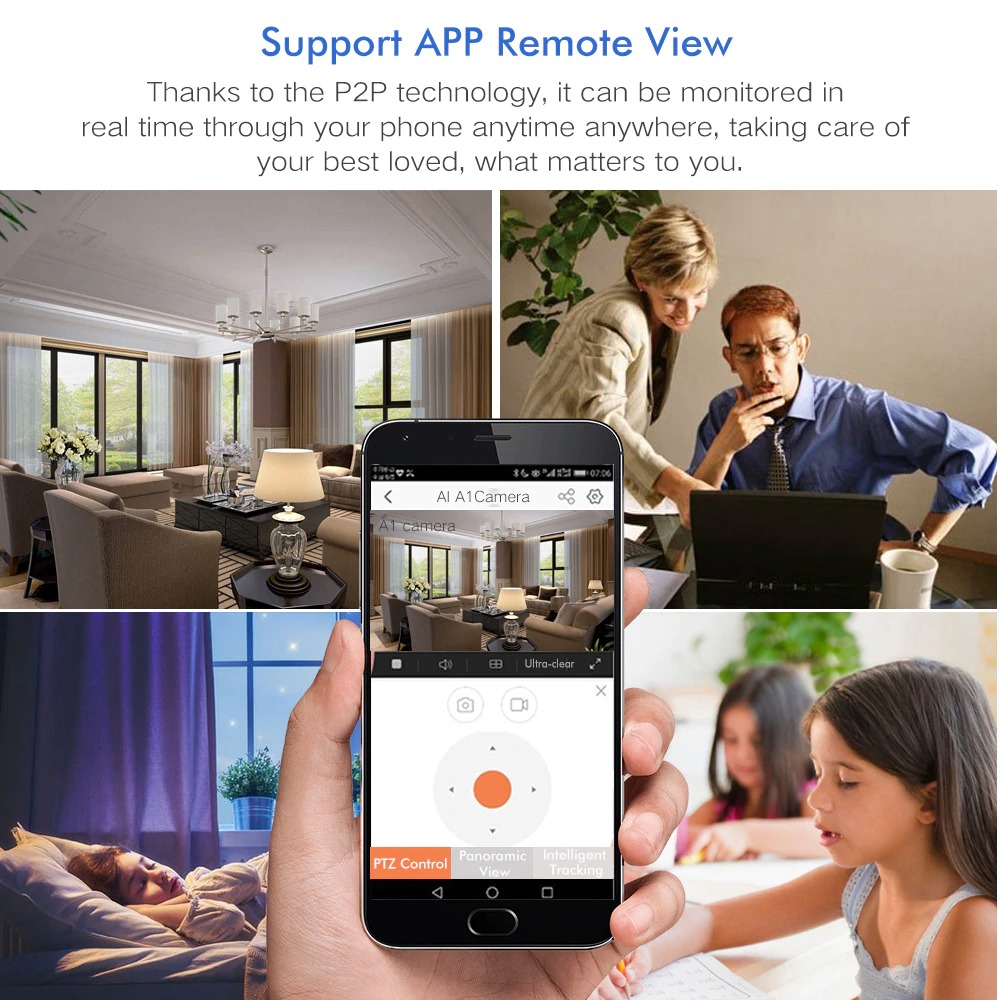 Support APP Remote View
Thanks to the P2P technology, it can be monitored in
real time through your phone anytime anywhere, taking care of
your best loved, what matters to you.
07:06
AI A1Camera
A1 camera
Ultra-clear
PTZ Control
Panoramic
View
Intelligent
Tracking